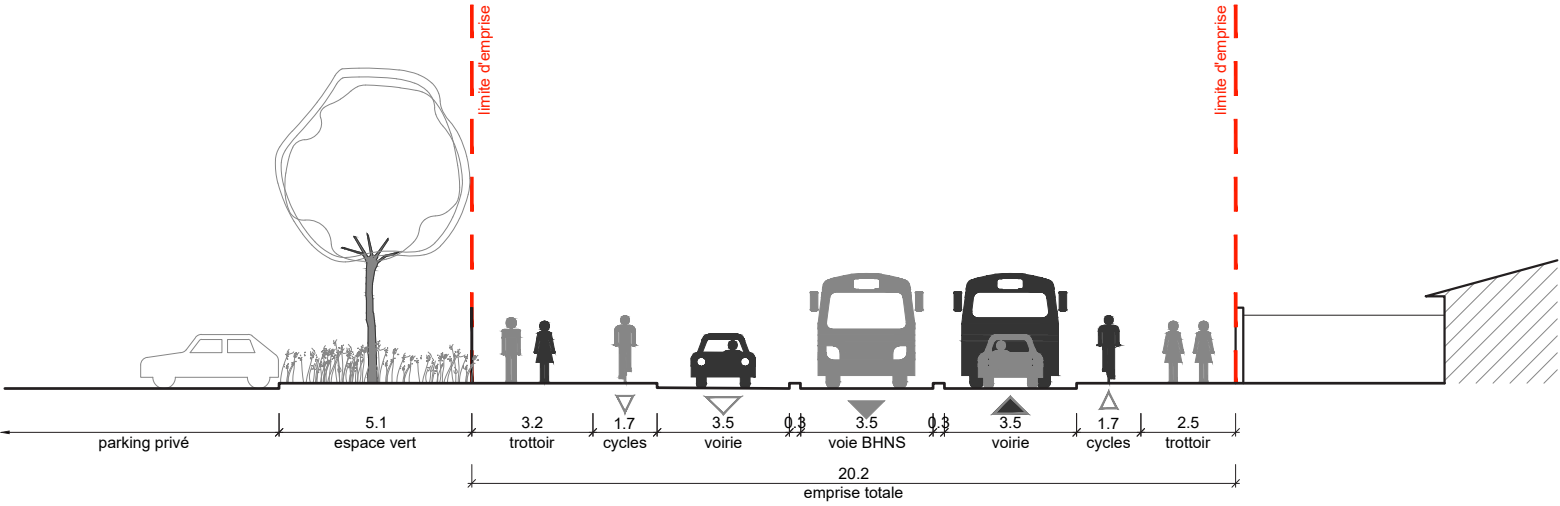 limite d'emprise
limite d'emprise
5.1
3.2
1.7
3.5
0.3
3.5
0.3
3.5
1.7
2.5
parking privé
espace vert
trottoir
cycles
voirie
voie BHNS
voirie
cycles
trottoir
20.2
emprise totale